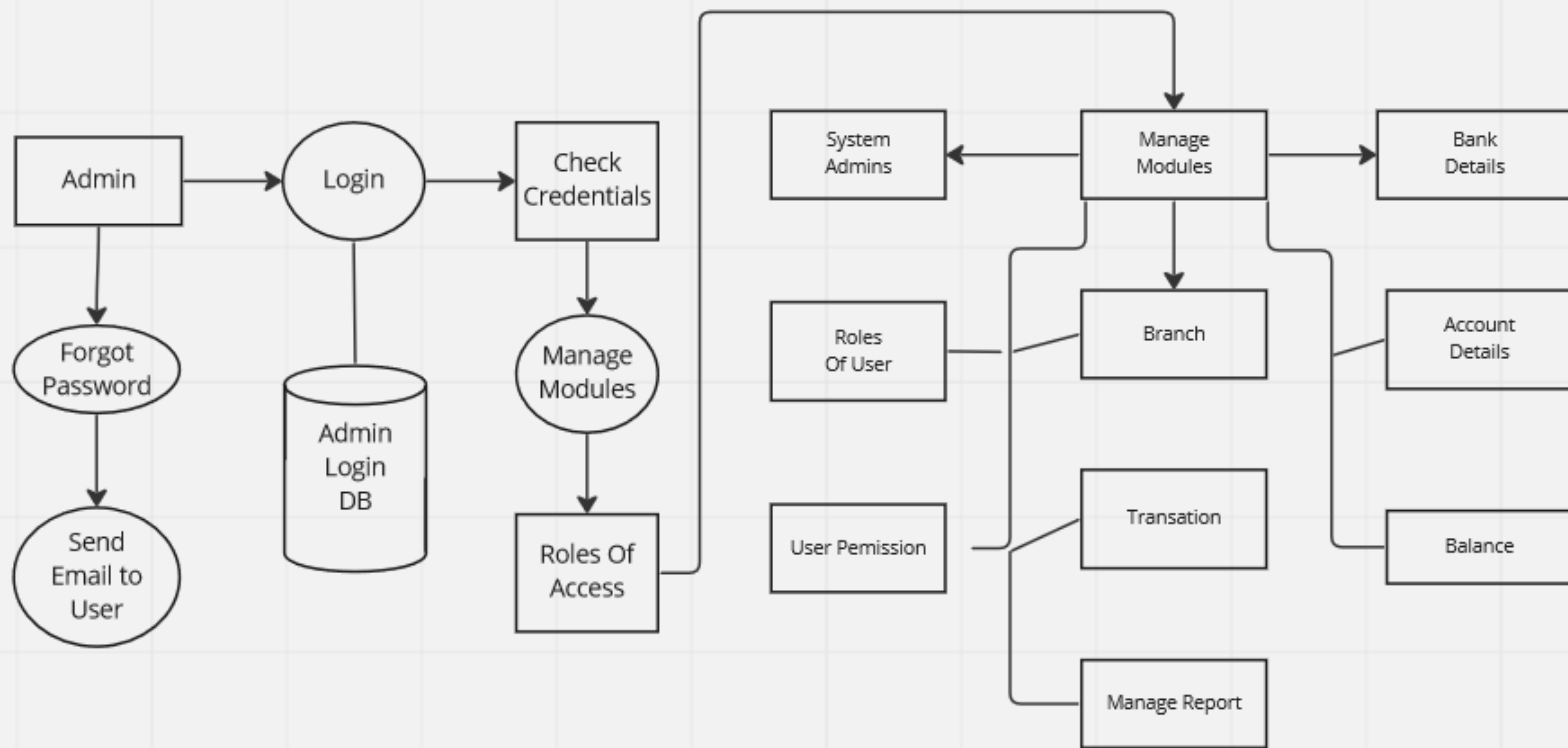 Admin
Login
Check
Credentials
Forgot
Password
Admin
Login
DB
Manage
Modules
Send
Email to
User
Roles Of
Access
System
Admins
Manage
Modules
Bank
Details
Roles
Of User
Branch
Account
Details
User Pemission
Transation
Balance
Manage Report